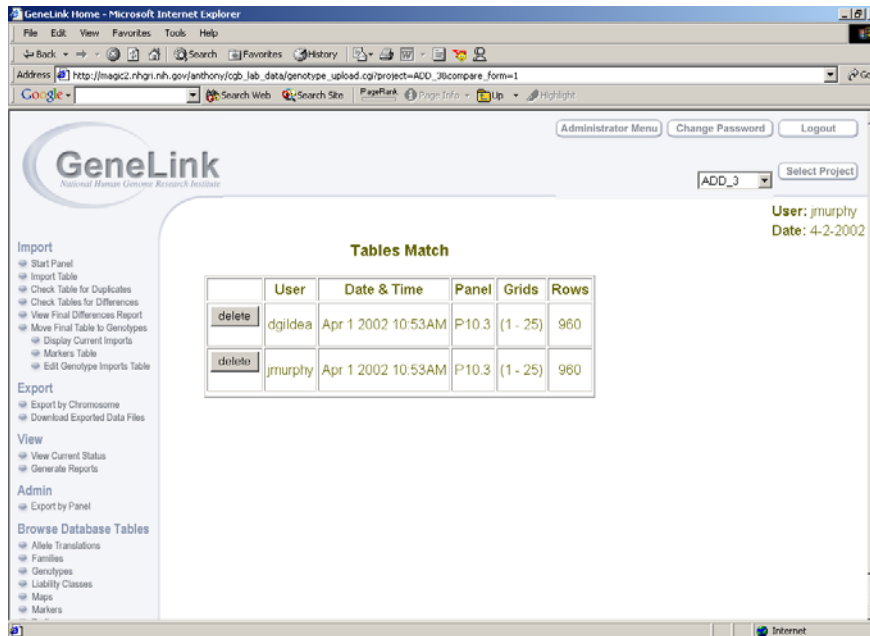 GeneLink Home - Microsoft Internet Explorer
File Edit View Favorites Tools Help
Back Search Favorites History
Address http://magic2.nhgri.nih.gov/anthony/cgb_lab_data/genotype_upload.cgi?project=ADD_3&compare_form=1 Go
Google Search Web Search Site PageRank Page Info Up Highlight
Administrator Menu Change Password Logout
GeneLink
National Human Genome Research Institute
ADD_3 Select Project
User: jmurphy
Date: 4-2-2002
Import
Start Panel
Import Table
Check Table for Duplicates
Check Tables for Differences
View Final Differences Report
Move Final Table to Genotypes
Display Current Imports
Markers Table
Edit Genotype Imports Table
Export
Export by Chromosome
Download Exported Data Files
View
View Current Status
Generate Reports
Admin
Export by Panel
Browse Database Tables
Allele Translations
Families
Genotypes
Liability Classes
Maps
Markers
Tables Match
User Date & Time Panel Grids Rows
delete dgildea Apr 1 2002 10:53AM P10.3 (1 - 25) 960
delete jmurphy Apr 1 2002 10:53AM P10.3 (1 - 25) 960
Internet